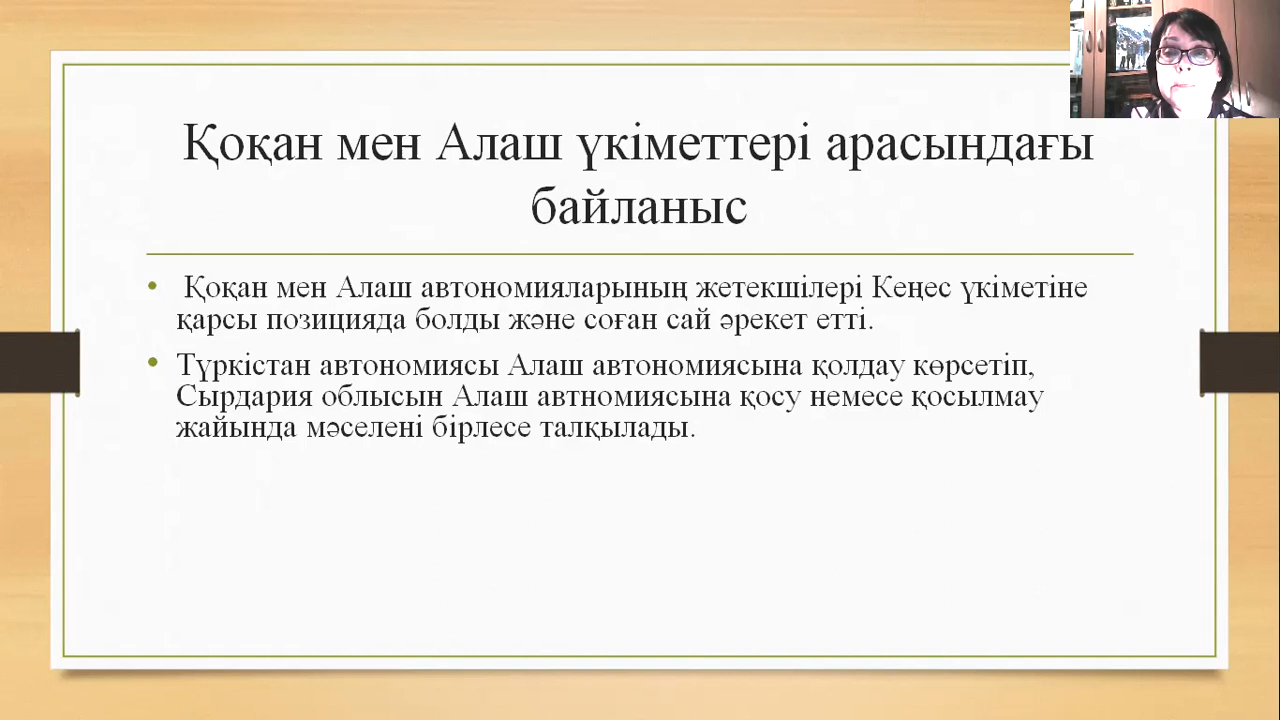 Қоқан мен Алаш үкіметтері арасындағы
байланыс
• Қоқан мен Алаш автономияларының жетекшілері Кеңес үкіметіне
қарсы позицияда болды және соған сай әрекет етті.
• Түркістан автономиясы Алаш автономиясына қолдау көрсетіп,
Сырдария облысын Алаш автномиясына қосу немесе қосылмау
жайында мәселені бірлесе талқылады.